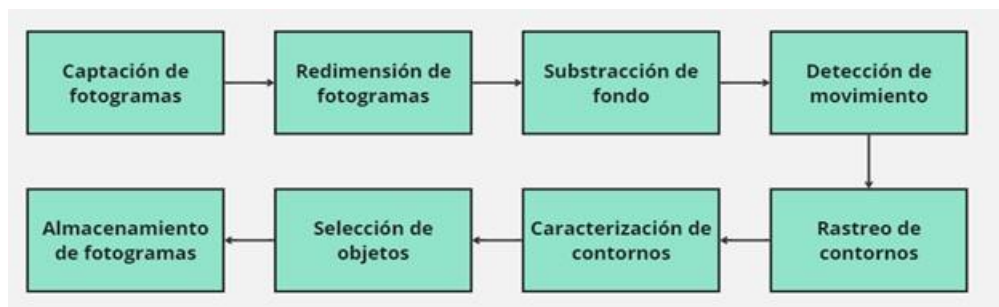 Captación de
fotogramas
Redimensión de
fotogramas
Substracción de
fondo
Detección de
movimiento
Rastreo de
contornos
Caracterización de
contornos
Selección de
objetos
Almacenamiento
de fotogramas